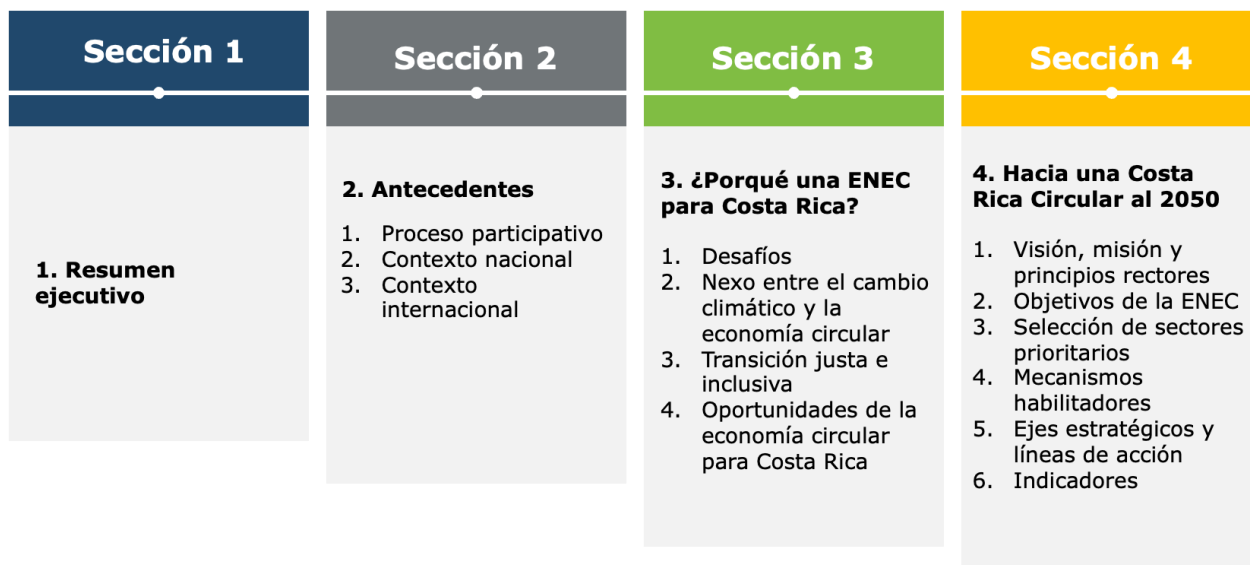 Sección 1
1. Resumen
ejecutivo
Sección 2
2. Antecedentes
1. Proceso participativo
2. Contexto nacional
3. Contexto
internacional
Sección 3
3. ¿Porqué una ENEC
para Costa Rica?
1. Desafíos
2. Nexo entre el cambio
climático y la
economía circular
3. Transición justa e
inclusiva
4. Oportunidades de la
economía circular
para Costa Rica
Sección 4
4. Hacia una Costa
Rica Circular al 2050
1. Visión, misión y
principios rectores
2. Objetivos de la ENEC
3. Selección de sectores
prioritarios
4. Mecanismos
habilitadores
5. Ejes estratégicos y
líneas de acción
6. Indicadores